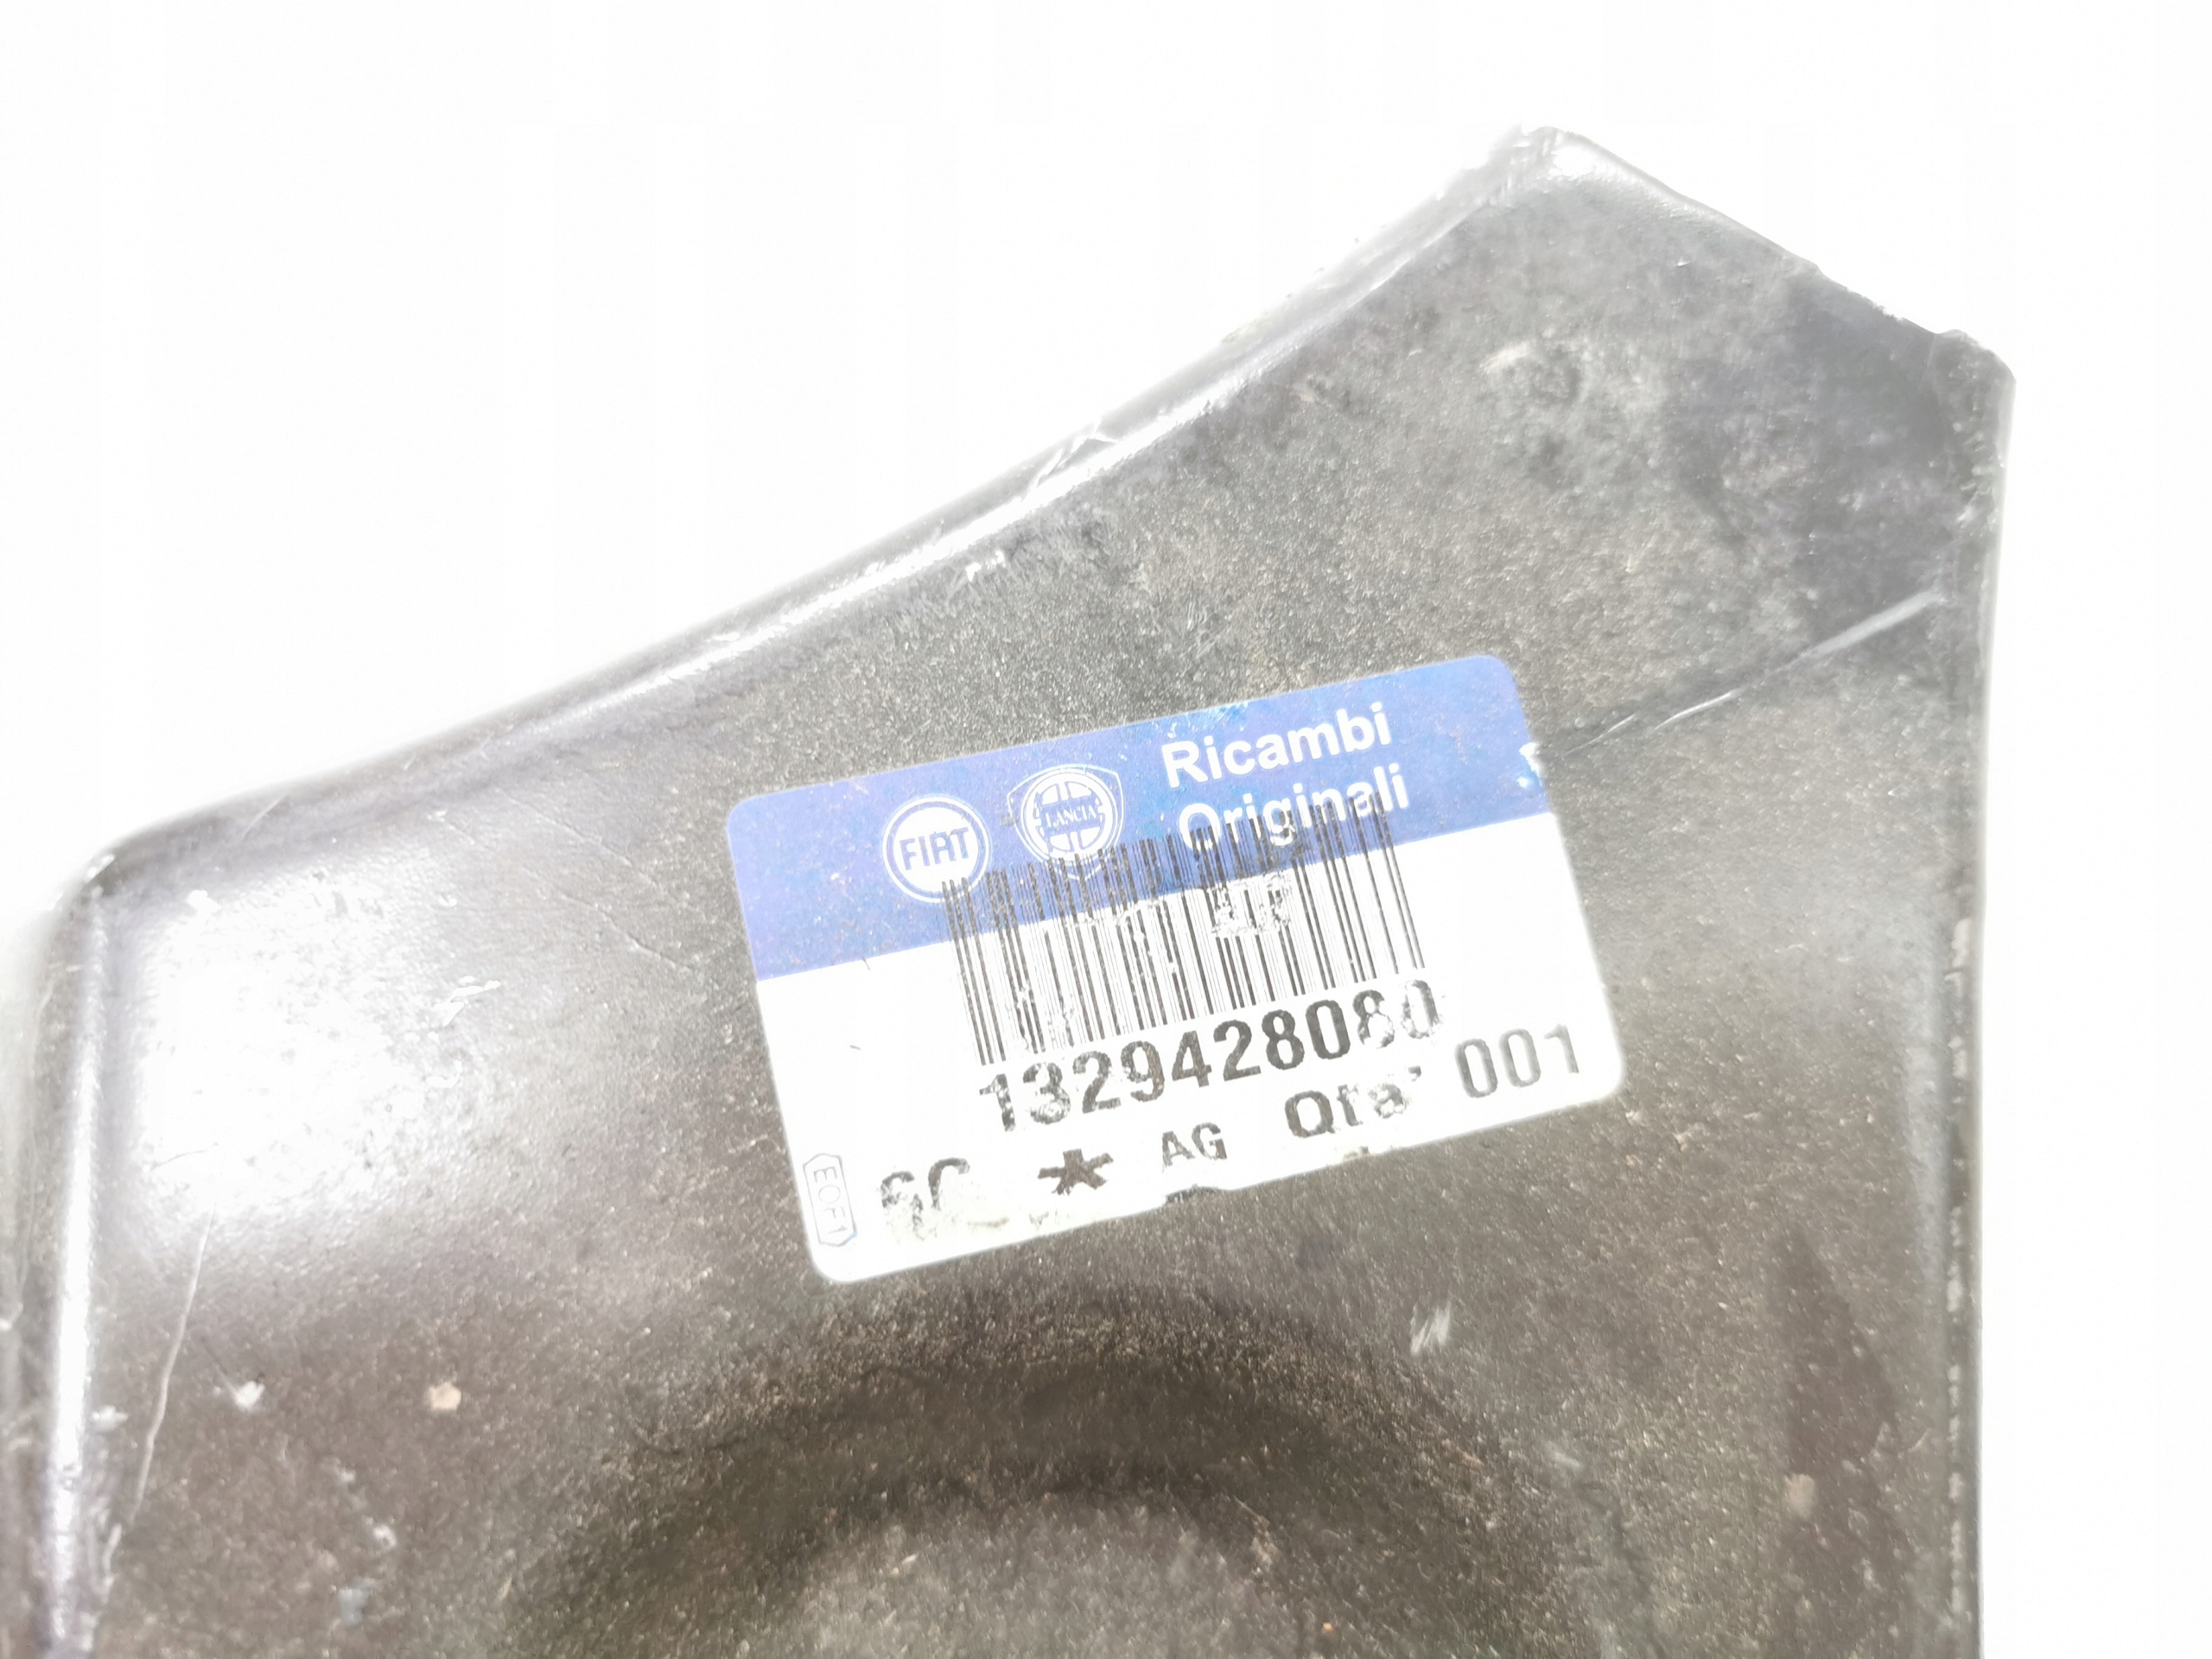 FIAT
LANCIA
Ricambi
Originali
1329428080
AG Qta' 001
EOF1